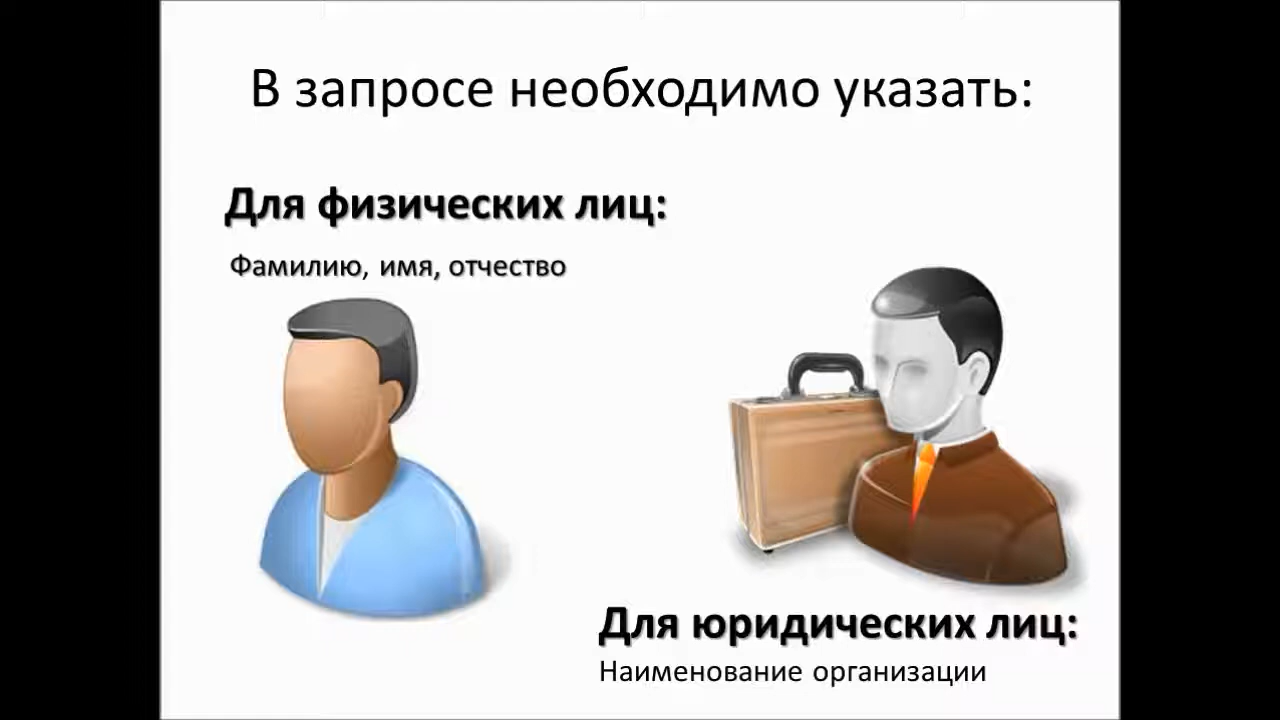 В запросе необходимо указать:
Для физических лиц:
Фамилию, имя, отчество
Для юридических лиц:
Наименование организации